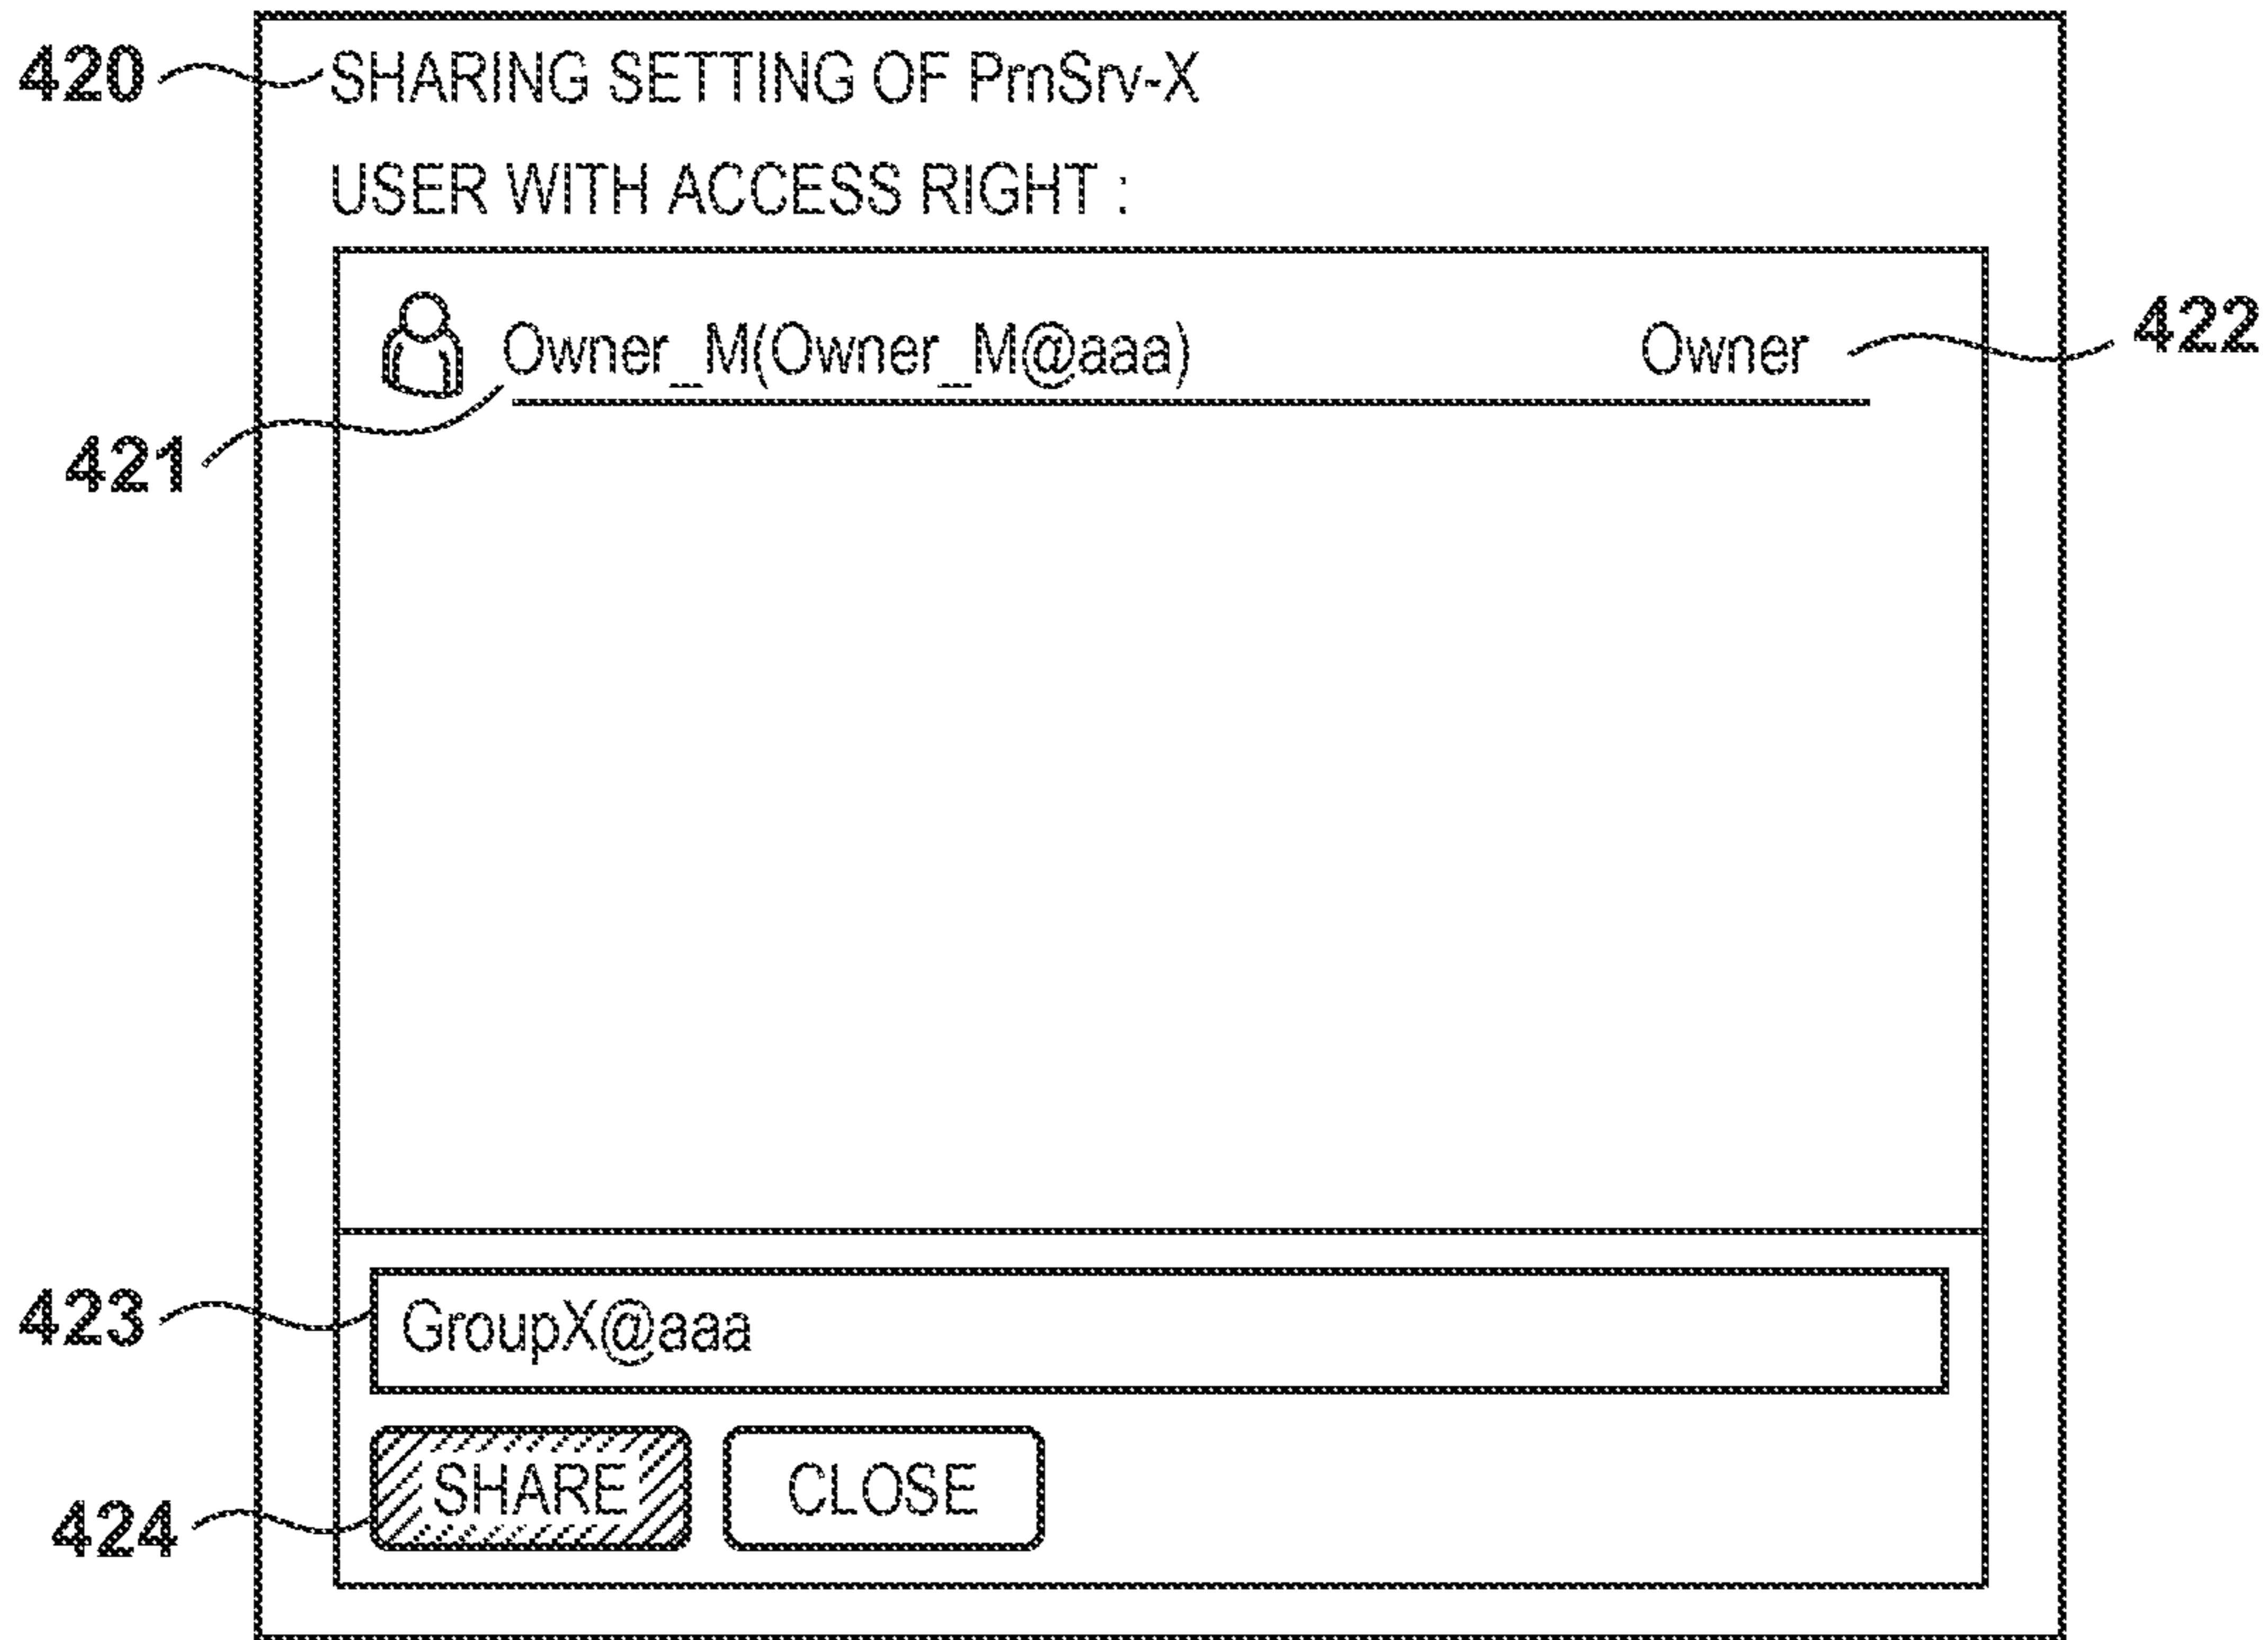 420 SHARING SETTING OF PrnSrv-X
USER WITH ACCESS RIGHT :
Owner_M(Owner_M@aaa) Owner 422
421
423 GroupX@aaa
424 SHARE CLOSE